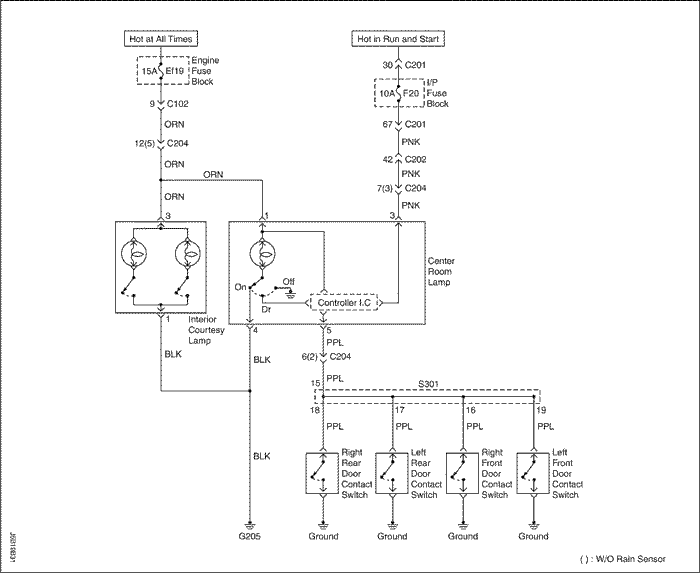 Hot at All Times
Hot in Run and Start
15A Ef19
Engine
Fuse
Block
30 C201
10A F20
I/P
Fuse
Block
9 C102
ORN
67 C201
PNK
12(5) C204
ORN
42 C202
PNK
ORN
7(3) C204
ORN
PNK
3
1
3
Center
Room
Lamp
On
Off
Dr
Controller I.C
1
Interior
Courtesy
Lamp
4
5
BLK
BLK
PPL
6(2) C204
PPL
15
S301
18
17
16
19
PPL
PPL
PPL
PPL
BLK
Right
Rear
Door
Contact
Switch
Left
Rear
Door
Contact
Switch
Right
Front
Door
Contact
Switch
Left
Front
Door
Contact
Switch
G205
Ground
Ground
Ground
Ground
( ) : W/O Rain Sensor